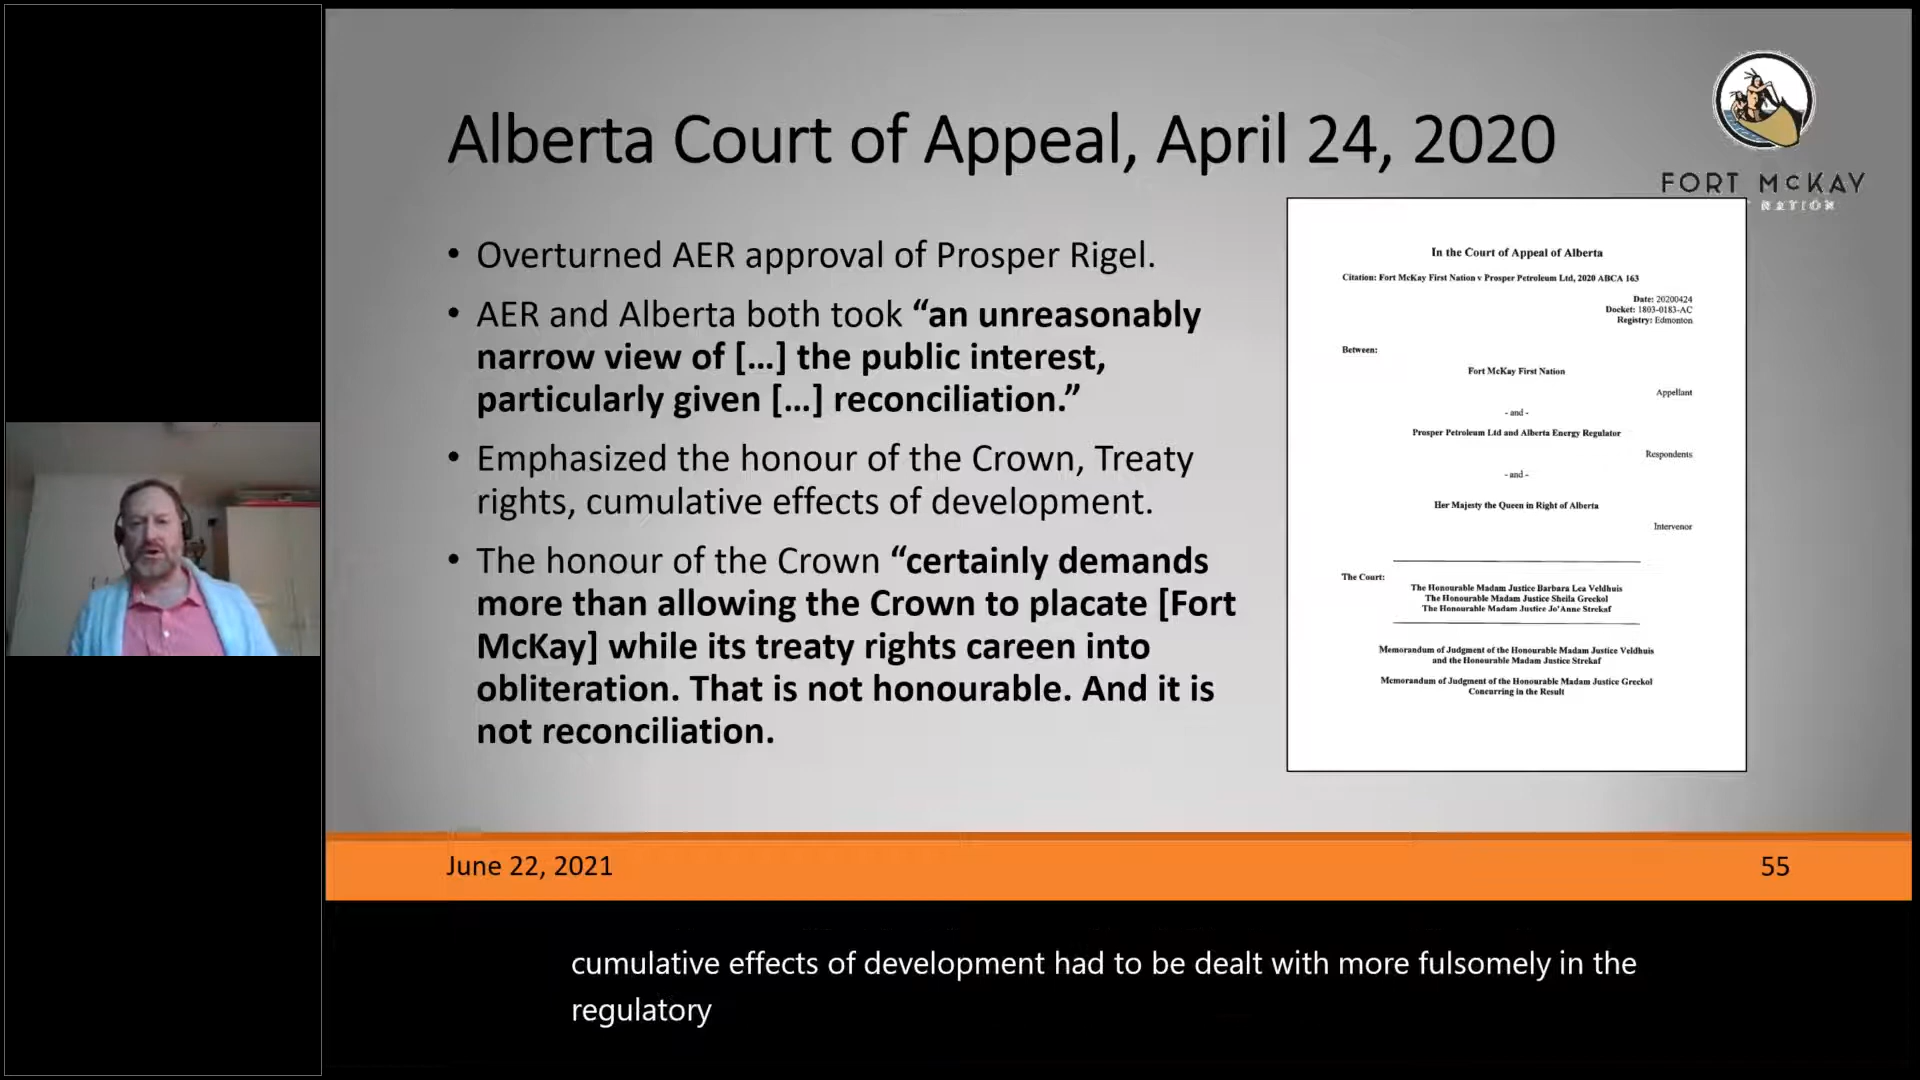 Alberta Court of Appeal, April 24, 2020
FORT McKAY
NATION
• Overturned AER approval of Prosper Rigel.
• AER and Alberta both took “an unreasonably
narrow view of [...] the public interest,
particularly given [...] reconciliation.”
• Emphasized the honour of the Crown, Treaty
rights, cumulative effects of development.
• The honour of the Crown “certainly demands
more than allowing the Crown to placate [Fort
McKay] while its treaty rights careen into
obliteration. That is not honourable. And it is
not reconciliation.
In the Court of Appeal of Alberta
Citation: Fort McKay First Nation v Prosper Petroleum Ltd, 2020 ABCA 163
Date: 20200424
Docket: 1803-0183-AC
Registry: Edmonton
Between:
Fort McKay First Nation
Appellant
- and -
Prosper Petroleum Ltd and Alberta Energy Regulator
Respondents
- and -
Her Majesty the Queen in Right of Alberta
Intervenor
The Court:
The Honourable Madam Justice Barbara Lea Veldhuis
The Honourable Madam Justice Sheila Greckol
The Honourable Madam Justice Jo'Anne Strekaf
Memorandum of Judgment of the Honourable Madam Justice Veldhuis
and the Honourable Madam Justice Strekaf
Memorandum of Judgment of the Honourable Madam Justice Greckol
Concurring in the Result
June 22, 2021
55
cumulative effects of development had to be dealt with more fulsomely in the
regulatory